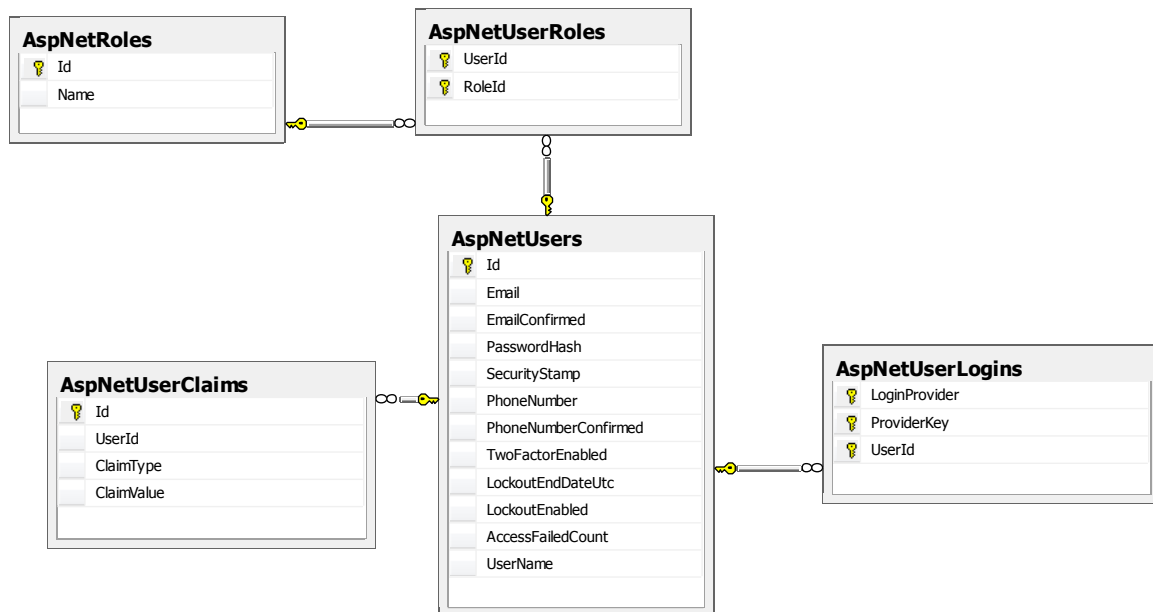 AspNetRoles
Id
Name
AspNetUserRoles
UserId
RoleId
AspNetUsers
Id
Email
EmailConfirmed
PasswordHash
SecurityStamp
PhoneNumber
PhoneNumberConfirmed
TwoFactorEnabled
LockoutEndDateUtc
LockoutEnabled
AccessFailedCount
UserName
AspNetUserClaims
Id
UserId
ClaimType
ClaimValue
AspNetUserLogins
LoginProvider
ProviderKey
UserId